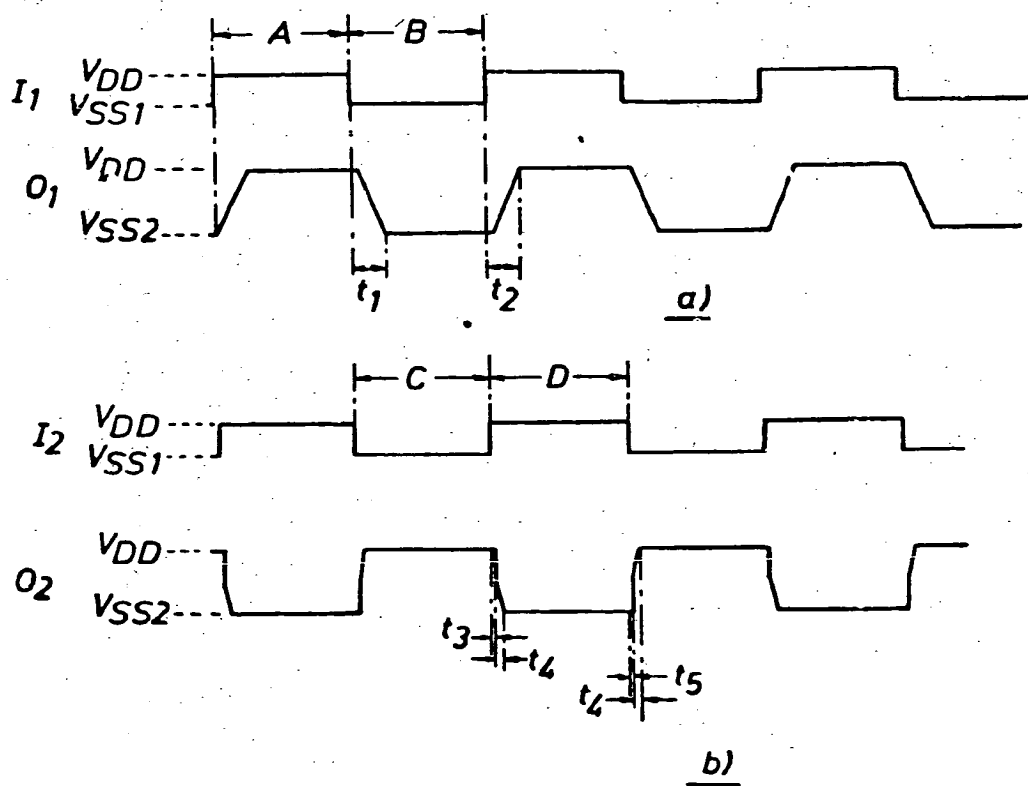 A B
I1 VDD
VSS1
VDD
O1
VSS2
t1 t2
a)
C D
I2 VDD
VSS1
VDD
O2
VSS2
t3
t4
t5
t4
b)